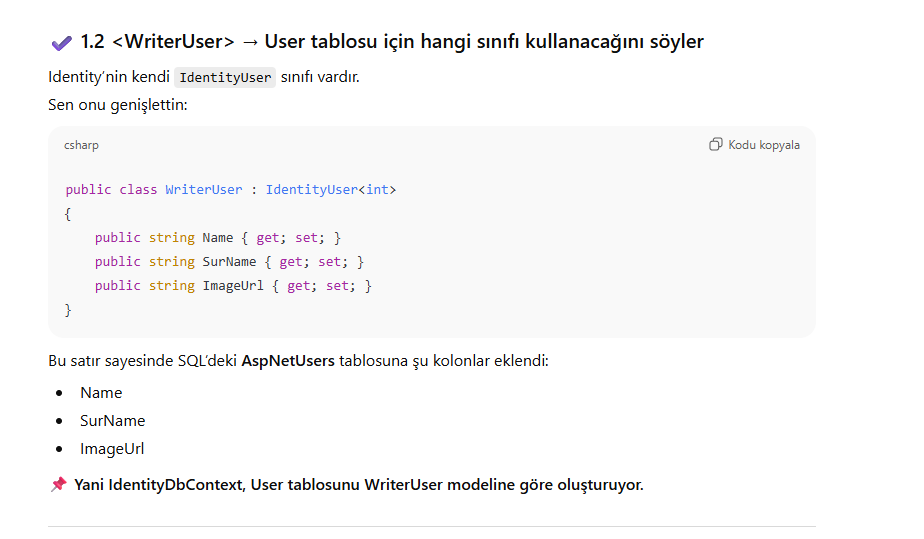 1.2 <WriterUser> → User tablosu için hangi sınıfı kullanacağını söyler
Identity’nin kendi IdentityUser sınıfı vardır.
Sen onu genişlettin:
csharp
Kodu kopyala
public class WriterUser : IdentityUser<int>
{
    public string Name { get; set; }
    public string SurName { get; set; }
    public string ImageUrl { get; set; }
}
Bu satır sayesinde SQL’deki AspNetUsers tablosuna şu kolonlar eklendi:
• Name
• SurName
• ImageUrl
Yani IdentityDbContext, User tablosunu WriterUser modeline göre oluşturuyor.